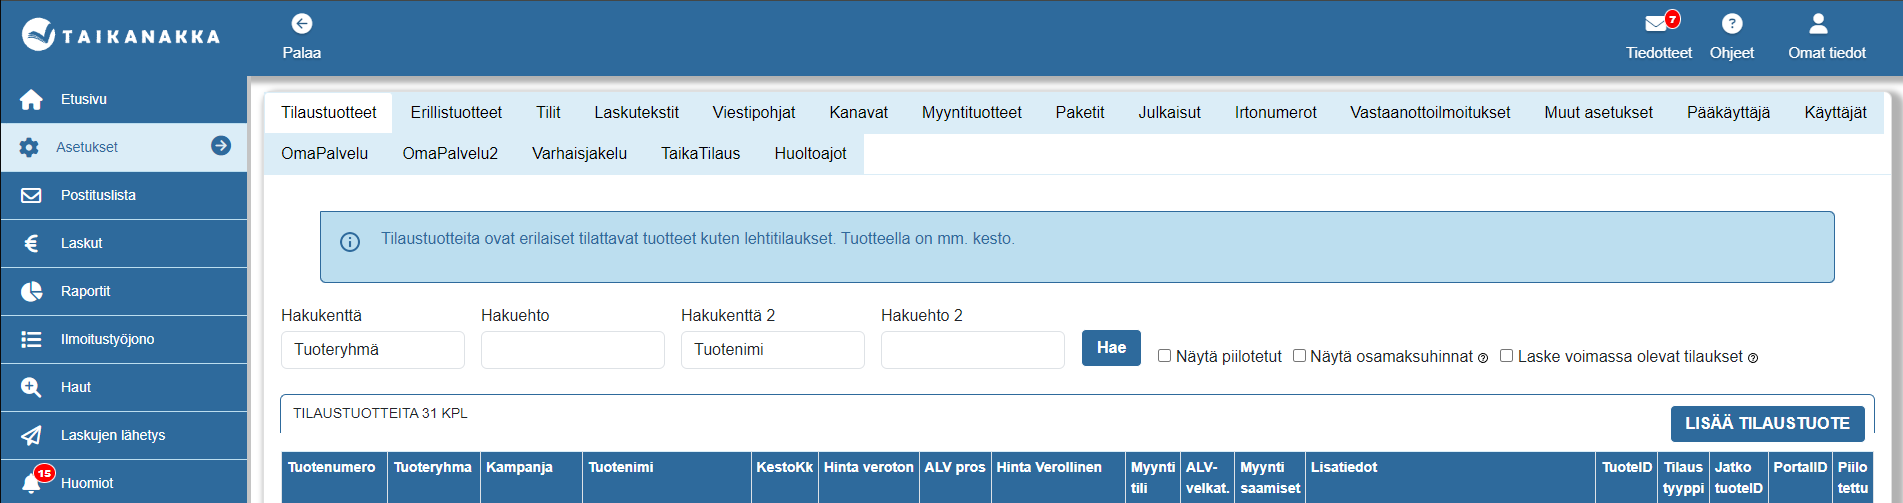 TAIKANAKKA
Palaa
7
Tiedotteet
Ohjeet
Omat tiedot
Etusivu
Asetukset
Postituslista
Laskut
Raportit
Ilmoitustyöjono
Haut
Laskujen lähetys
15
Huomiot
Tilaustuotteet Erillistuotteet Tilit Laskutekstit Viestipohjat Kanavat Myyntituotteet Paketit Julkaisut Irtonumerot Vastaanottoilmoitukset Muut asetukset Pääkäyttäjä Käyttäjät
OmaPalvelu OmaPalvelu2 Varhaisjakelu TaikaTilaus Huoltoajot
Tilaustuotteita ovat erilaiset tilattavat tuotteet kuten lehtitilaukset. Tuotteella on mm. kesto.
Hakukenttä Hakuehto Hakukenttä 2 Hakuehto 2
Tuoteryhmä Tuotenimi Hae Näytä piilotetut Näytä osamaksuhinnat Laske voimassa olevat tilaukset
TILAUSTUOTTEITA 31 KPL
LISÄÄ TILAUSTUOTE
Tuotenumero Tuoteryhma Kampanja Tuotenimi KestoKk Hinta veroton ALV pros Hinta Verollinen Myynti ALV- Myynti Lisatiedot TuoteID Tilaus Jatko PortalID Piilo
tili velkat. saamiset tyyppi tuoteID tettu